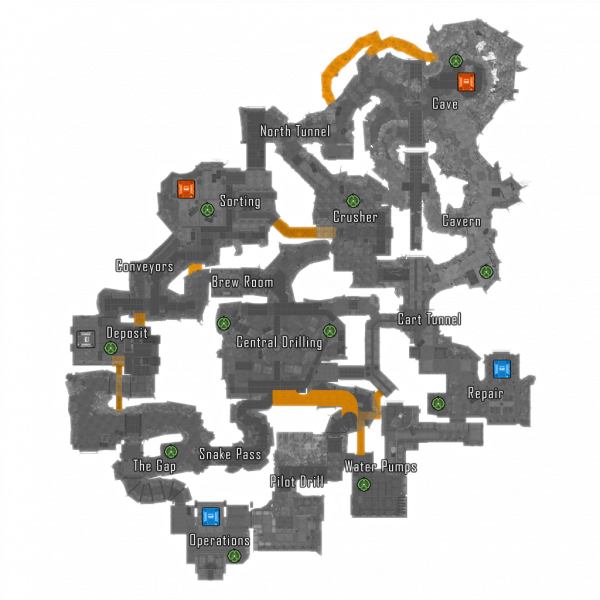 Cave
North Tunnel
Sorting
Crusher
Cavern
Conveyors
Brew Room
Cart Tunnel
Deposit
Central Drilling
Repair
Snake Pass
The Gap
Water Pumps
Pilot Drill
Operations